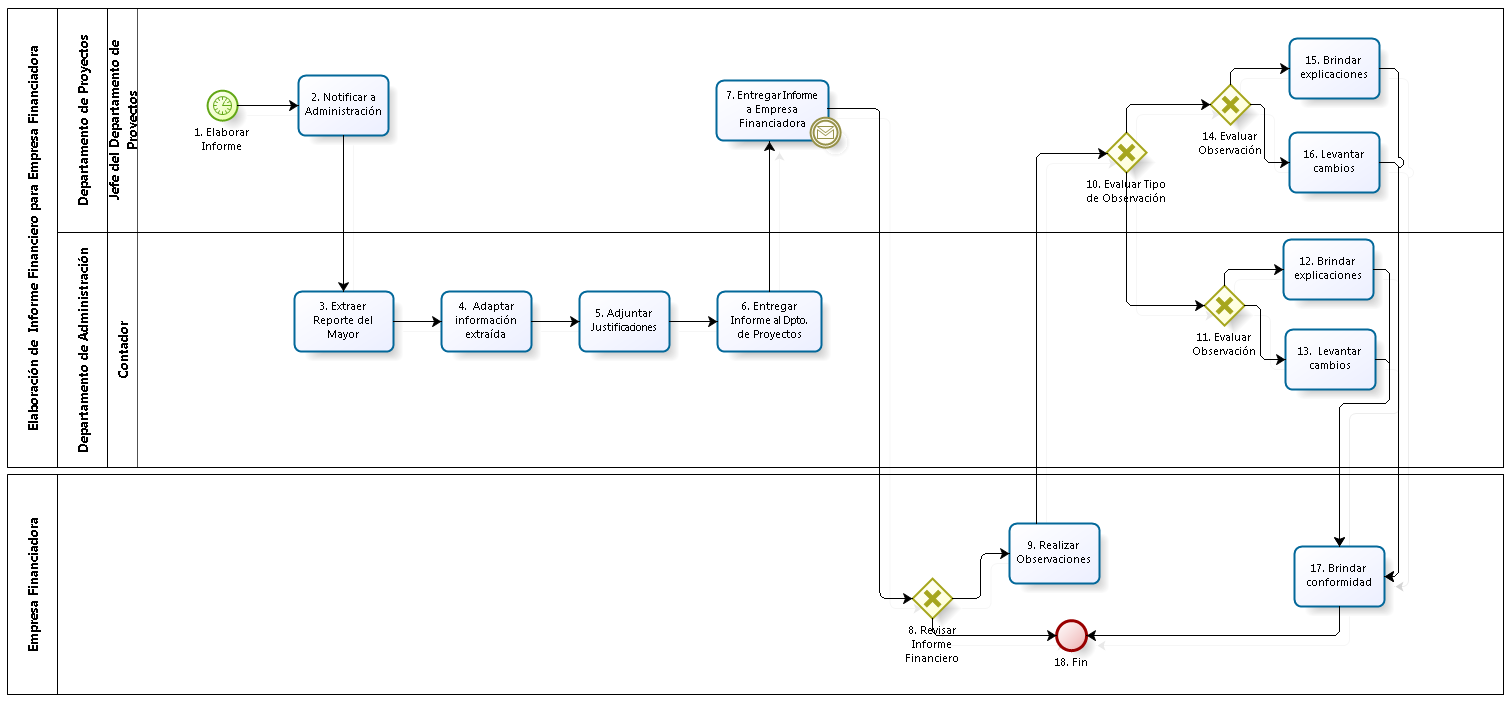 Elaboración de Informe Financiero para Empresa Financiadora
Departamento de Proyectos
Jefe del Departamento de
Proyectos
1. Elaborar
Informe
2. Notificar a
Administración
7. Entregar Informe
a Empresa
Financiadora
10. Evaluar Tipo
de Observación
14. Evaluar
Observación
15. Brindar
explicaciones
16. Levantar
cambios
Departamento de Administración
Contador
3. Extraer
Reporte del
Mayor
4. Adaptar
información
extraída
5. Adjuntar
Justificaciones
6. Entregar
Informe al Dpto.
de Proyectos
11. Evaluar
Observación
12. Brindar
explicaciones
13. Levantar
cambios
Empresa Financiadora
8. Revisar
Informe
Financiero
9. Realizar
Observaciones
17. Brindar
conformidad
18. Fin